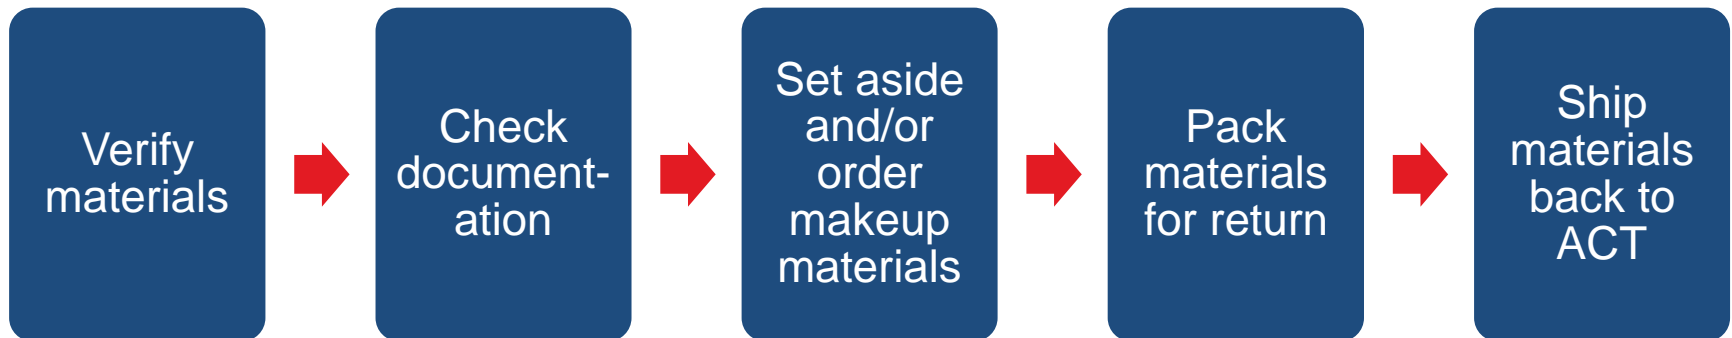 Verify
materials
Check
document-
ation
Set aside
and/or
order
makeup
materials
Pack
materials
for return
Ship
materials
back to
ACT